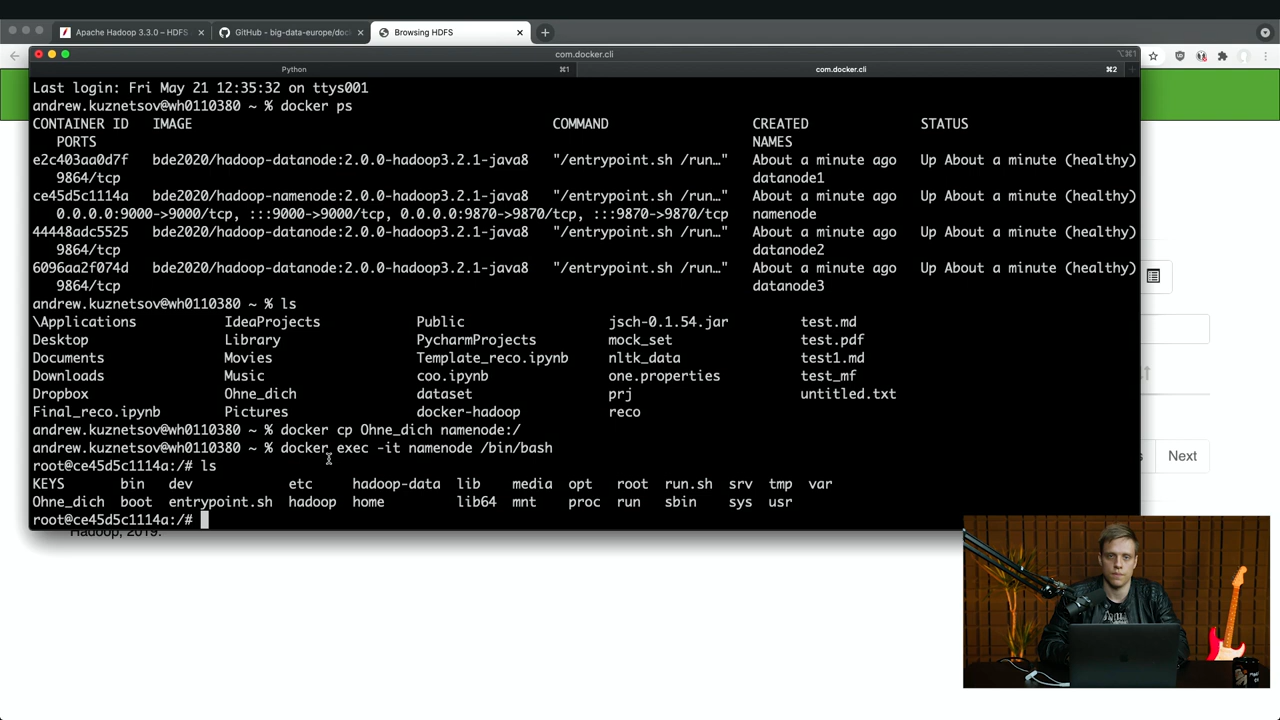 Apache Hadoop 3.3.0 – HDFS
GitHub - big-data-europe/dock
Browsing HDFS
com.docker.cli
⌥⌘1
Python ⌘1
com.docker.cli ⌘2
Last login: Fri May 21 12:35:32 on ttys001
andrew.kuznetsov@wh0110380 ~ % docker ps
CONTAINER ID IMAGE COMMAND CREATED STATUS
PORTS NAMES
e2c403aa0d7f bde2020/hadoop-datanode:2.0.0-hadoop3.2.1-java8 "/entrypoint.sh /run…" About a minute ago Up About a minute (healthy)
9864/tcp datanode1
ce45d5c1114a bde2020/hadoop-namenode:2.0.0-hadoop3.2.1-java8 "/entrypoint.sh /run…" About a minute ago Up About a minute (healthy)
0.0.0.0:9000->9000/tcp, :::9000->9000/tcp, 0.0.0.0:9870->9870/tcp, :::9870->9870/tcp namenode
44448adc5525 bde2020/hadoop-datanode:2.0.0-hadoop3.2.1-java8 "/entrypoint.sh /run…" About a minute ago Up About a minute (healthy)
9864/tcp datanode2
6096aa2f074d bde2020/hadoop-datanode:2.0.0-hadoop3.2.1-java8 "/entrypoint.sh /run…" About a minute ago Up About a minute (healthy)
9864/tcp datanode3
andrew.kuznetsov@wh0110380 ~ % ls
\Applications IdeaProjects Public jsch-0.1.54.jar test.md
Desktop Library PycharmProjects mock_set test.pdf
Documents Movies Template_reco.ipynb nltk_data test1.md
Downloads Music coo.ipynb one.properties test_mf
Dropbox Ohne_dich dataset prj untitled.txt
Final_reco.ipynb Pictures docker-hadoop reco
andrew.kuznetsov@wh0110380 ~ % docker cp Ohne_dich namenode:/
andrew.kuznetsov@wh0110380 ~ % docker exec -it namenode /bin/bash
root@ce45d5c1114a:/# ls
KEYS bin dev etc hadoop-data lib media opt root run.sh srv tmp var
Ohne_dich boot entrypoint.sh hadoop home lib64 mnt proc run sbin sys usr
root@ce45d5c1114a:/#
Next
Hadoop, 2019.